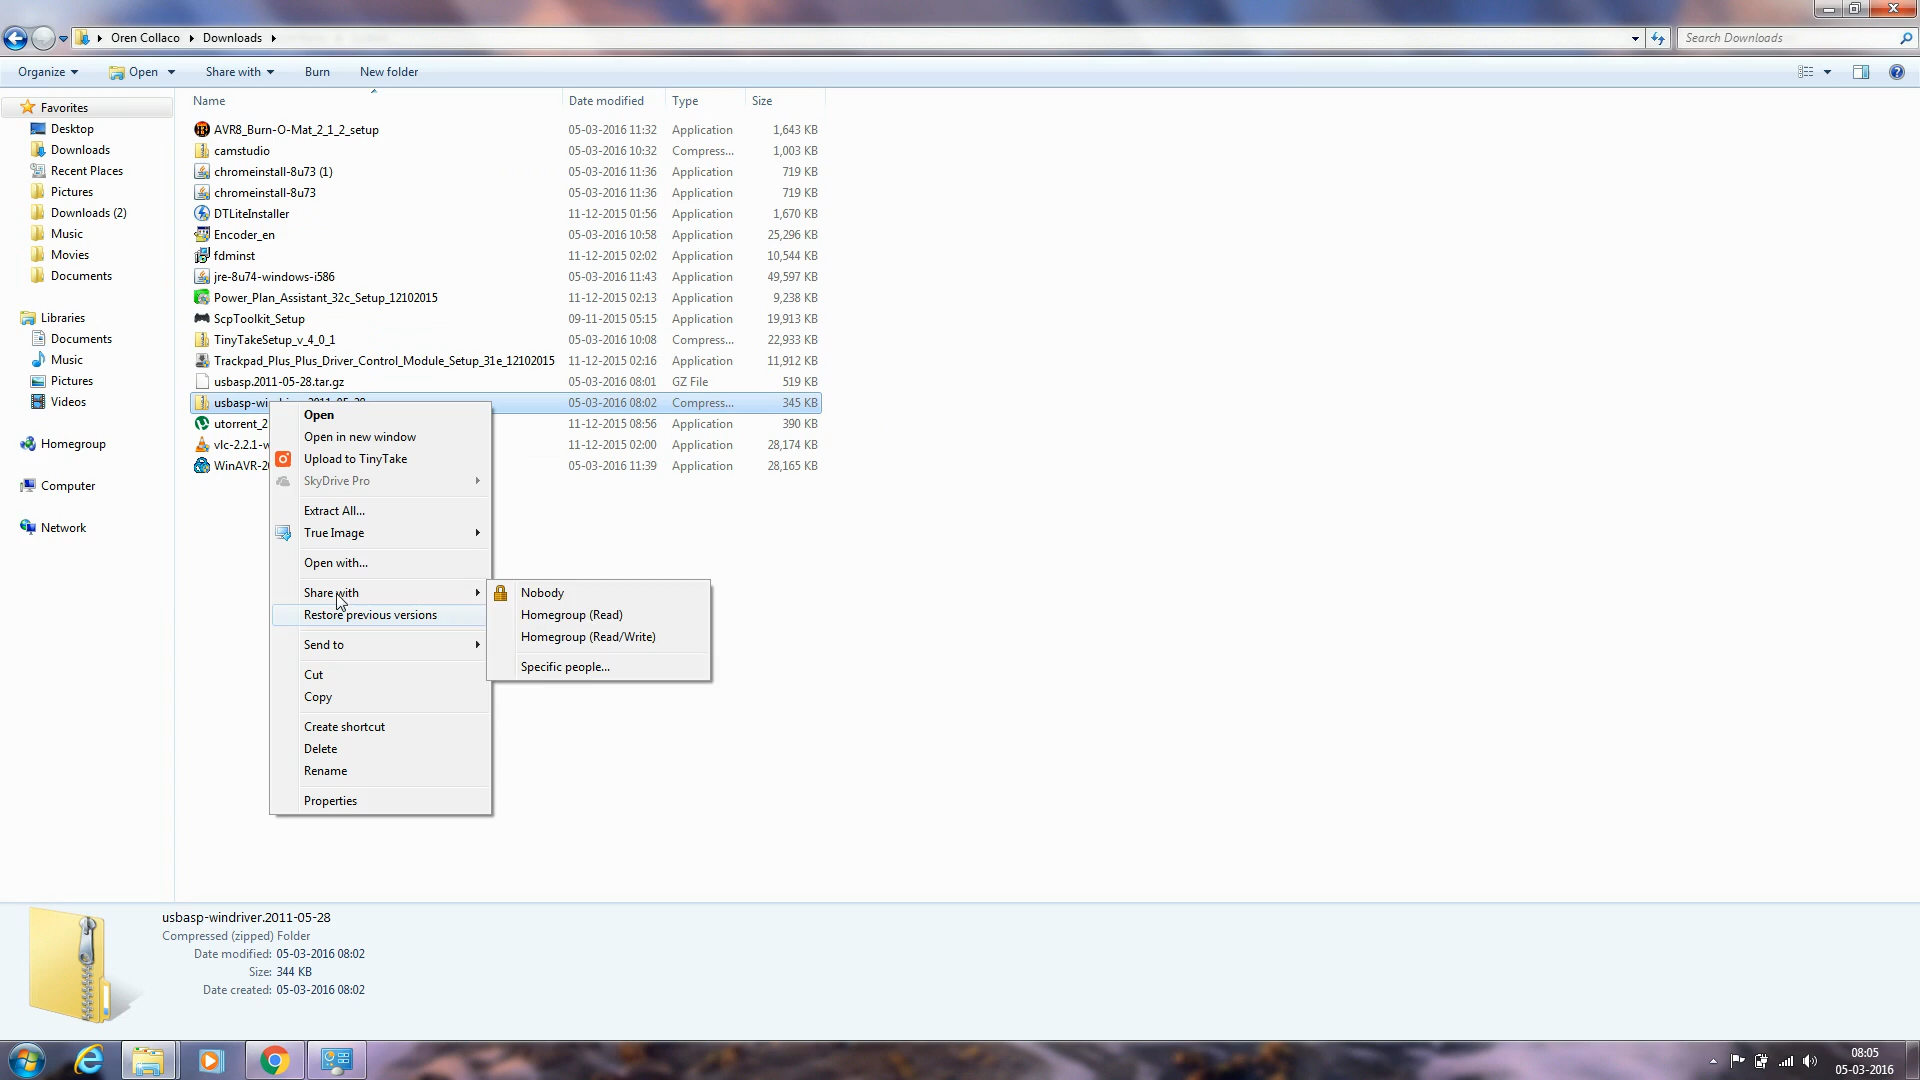 Oren Collaco Downloads
Search Downloads
Organize Open Share with Burn New folder
Name Date modified Type Size
Favorites
Desktop
Downloads
Recent Places
Pictures
Downloads (2)
Music
Movies
Documents
Libraries
Documents
Music
Pictures
Videos
Homegroup
Computer
Network
AVR8_Burn-O-Mat_2_1_2_setup 05-03-2016 11:32 Application 1,643 KB
camstudio 05-03-2016 10:32 Compress... 1,003 KB
chromeinstall-8u73 (1) 05-03-2016 11:36 Application 719 KB
chromeinstall-8u73 05-03-2016 11:36 Application 719 KB
DTLiteInstaller 11-12-2015 01:56 Application 1,670 KB
Encoder_en 05-03-2016 10:58 Application 25,296 KB
fdminst 11-12-2015 02:02 Application 10,544 KB
jre-8u74-windows-i586 05-03-2016 11:43 Application 49,597 KB
Power_Plan_Assistant_32c_Setup_12102015 11-12-2015 02:13 Application 9,238 KB
ScpToolkit_Setup 09-11-2015 05:15 Application 19,913 KB
TinyTakeSetup_v_4_0_1 05-03-2016 10:08 Compress... 22,933 KB
Trackpad_Plus_Plus_Driver_Control_Module_Setup_31e_12102015 11-12-2015 02:16 Application 11,912 KB
usbasp.2011-05-28.tar.gz 05-03-2016 08:01 GZ File 519 KB
usbasp-windriver.2011-05-28 05-03-2016 08:02 Compress... 345 KB
utorrent_2 11-12-2015 08:56 Application 390 KB
vlc-2.2.1-w 11-12-2015 02:00 Application 28,174 KB
WinAVR-20 05-03-2016 11:39 Application 28,165 KB
Open
Open in new window
Upload to TinyTake
SkyDrive Pro
Extract All...
True Image
Open with...
Share with
Restore previous versions
Send to
Cut
Copy
Create shortcut
Delete
Rename
Properties
Nobody
Homegroup (Read)
Homegroup (Read/Write)
Specific people...
usbasp-windriver.2011-05-28
Compressed (zipped) Folder
Date modified: 05-03-2016 08:02
Size: 344 KB
Date created: 05-03-2016 08:02
08:05
05-03-2016